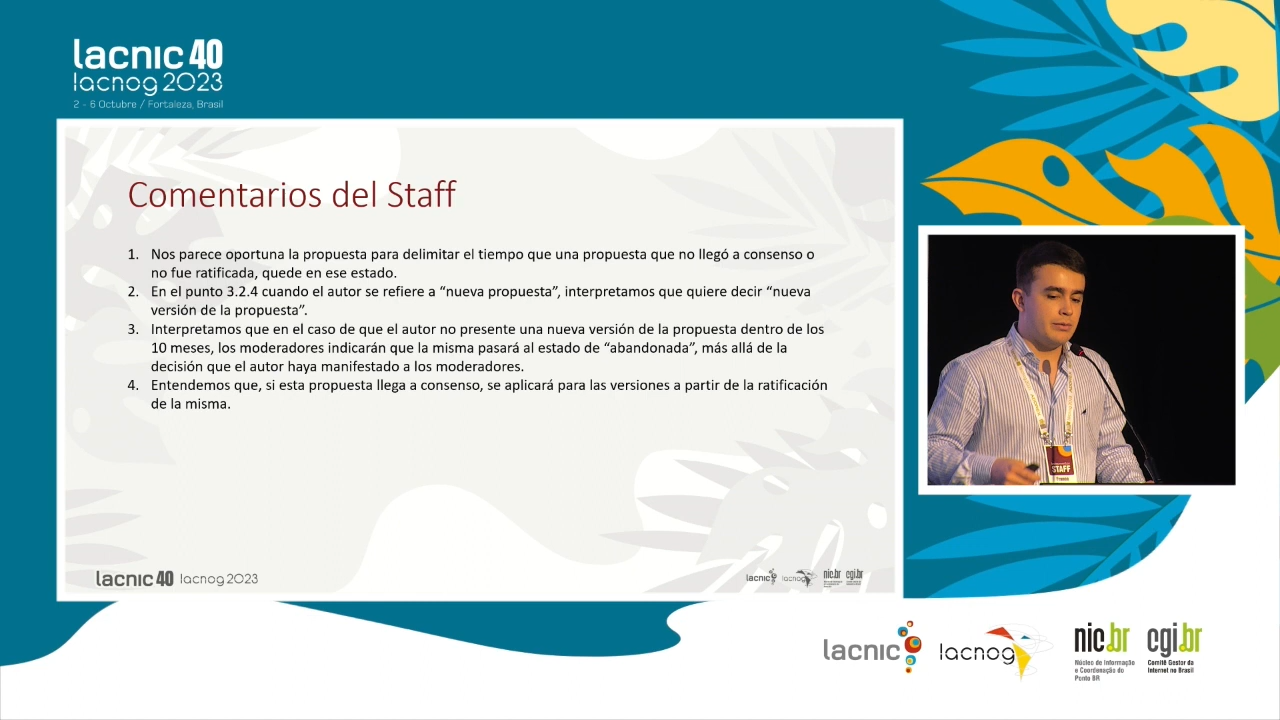 lacnic 40
lacnog 2023
2 - 6 Octubre / Fortaleza, Brasil
Comentarios del Staff
1. Nos parece oportuna la propuesta para delimitar el tiempo que una propuesta que no llegó a consenso o
no fue ratificada, quede en ese estado.
2. En el punto 3.2.4 cuando el autor se refiere a “nueva propuesta”, interpretamos que quiere decir “nueva
versión de la propuesta”.
3. Interpretamos que en el caso de que el autor no presente una nueva versión de la propuesta dentro de los
10 meses, los moderadores indicarán que la misma pasará al estado de “abandonada”, más allá de la
decisión que el autor haya manifestado a los moderadores.
4. Entendemos que, si esta propuesta llega a consenso, se aplicará para las versiones a partir de la ratificación
de la misma.
STAFF
lacnic 40 lacnog 2023
lacnic lacnog nic.br cgi.br
lacnic lacnog nic.br cgi.br
Núcleo de Informação
e Coordenação do
Ponto BR
Comitê Gestor da
Internet no Brasil